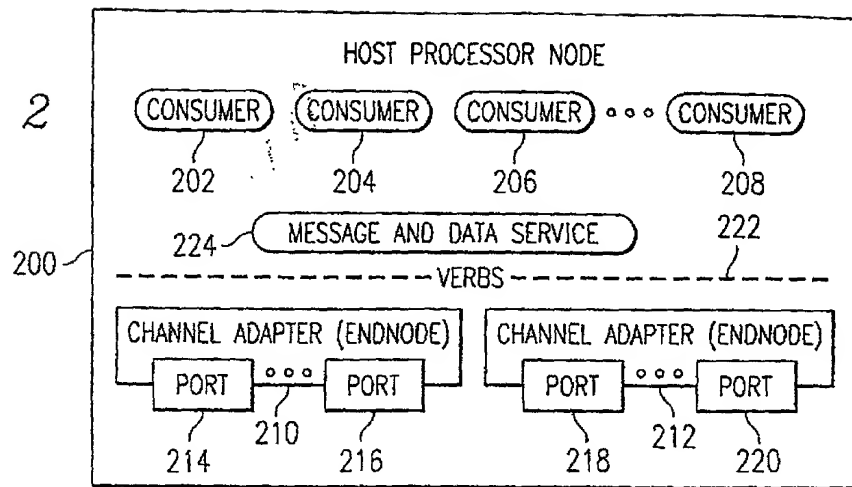 HOST PROCESSOR NODE
2
CONSUMER CONSUMER CONSUMER CONSUMER
202 204 206 208
MESSAGE AND DATA SERVICE
224
222
200
VERBS
CHANNEL ADAPTER (ENDNODE) CHANNEL ADAPTER (ENDNODE)
PORT PORT PORT PORT
210 212
214 216 218 220